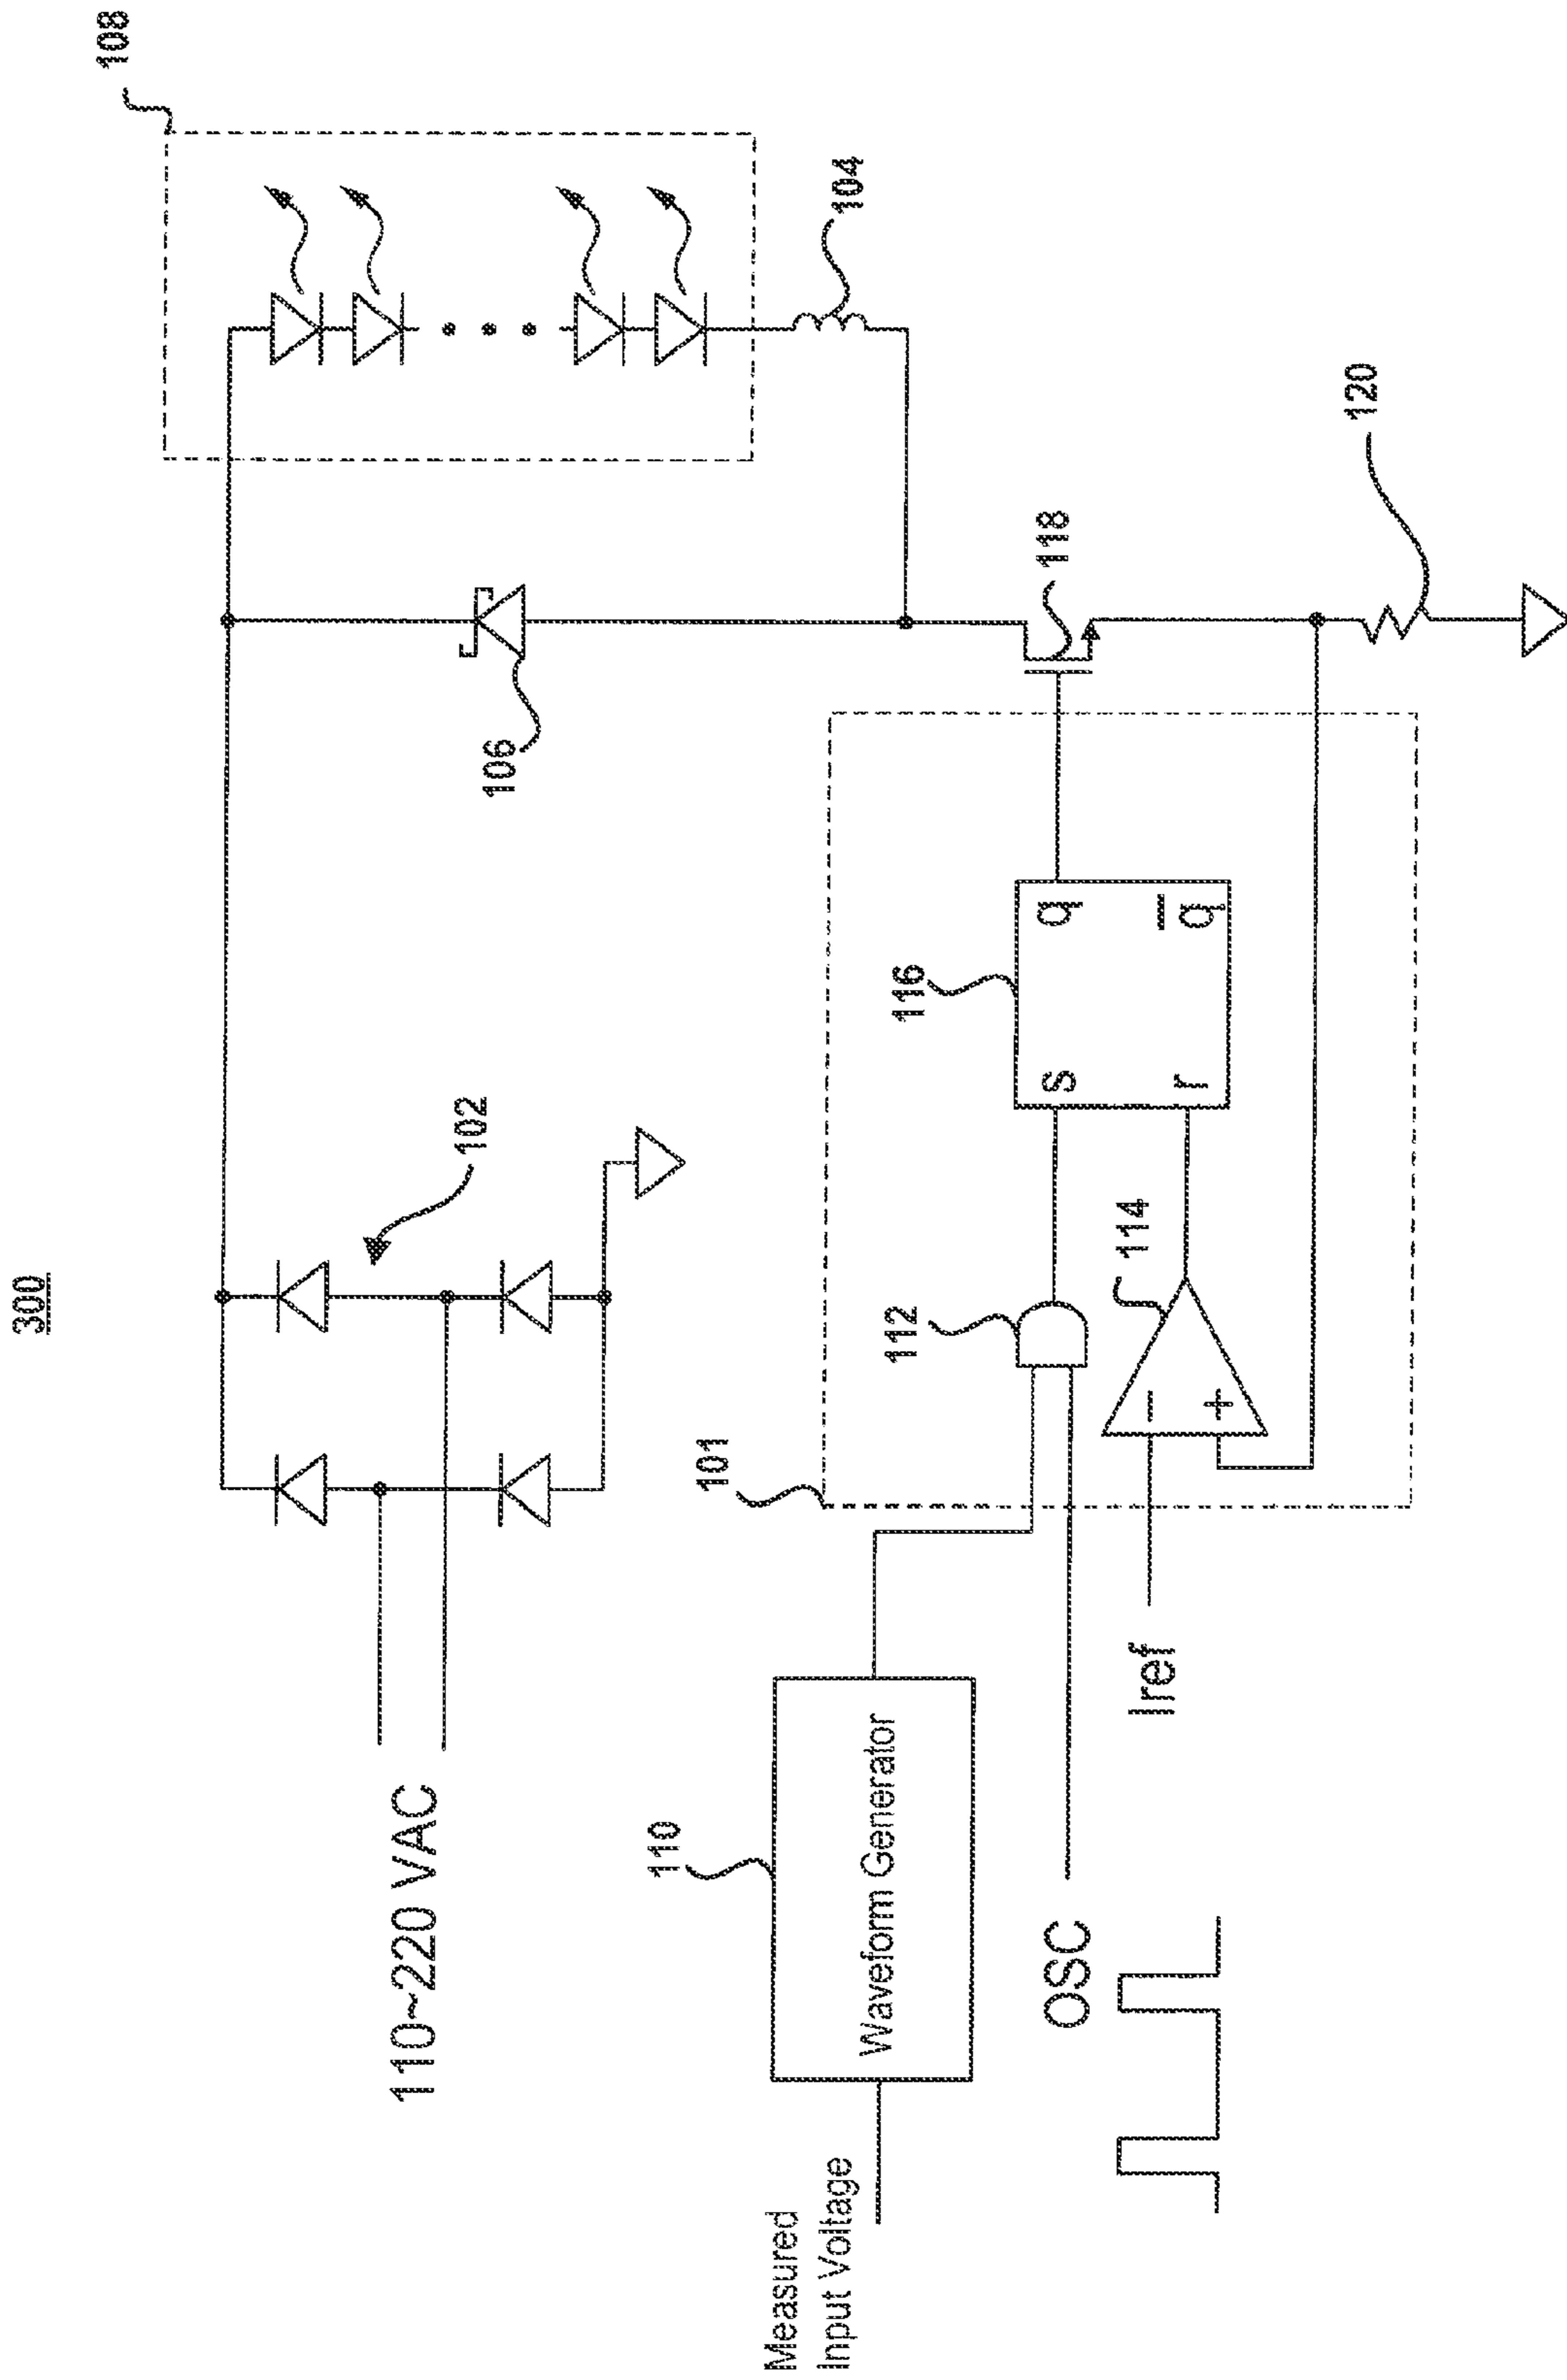 300
108
102
106
104
110~220 VAC
118
120
101
110
Measured
Input Voltage
Waveform Generator
112
116
s
q
r
q̅
114
−
+
OSC
Iref